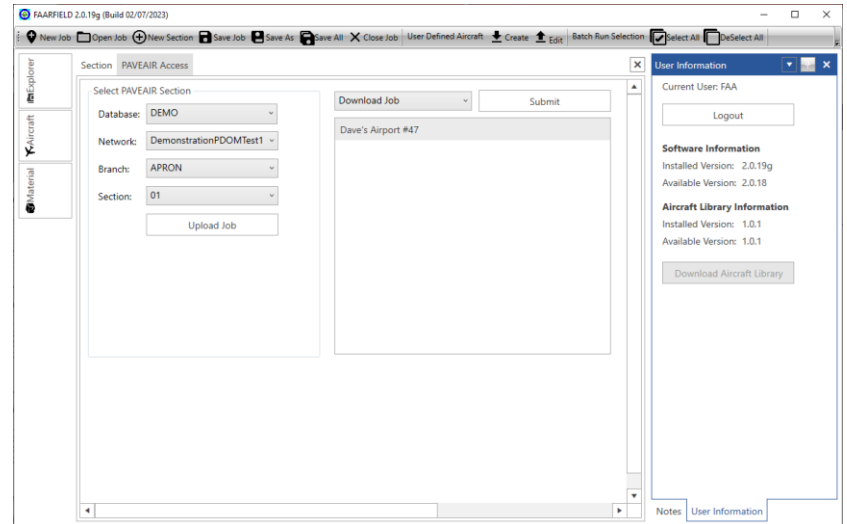 FAARFIELD 2.0.19g (Build 02/07/2023)
New Job Open Job New Section Save Job Save As Save All Close Job User Defined Aircraft Create Edit Batch Run Selection Select All DeSelect All
Explorer
Aircraft
Material
Section PAVEAIR Access
Select PAVEAIR Section
Database: DEMO
Network: DemonstrationPDOMTest1
Branch: APRON
Section: 01
Upload Job
Download Job Submit
Dave's Airport #47
User Information
Current User: FAA
Logout
Software Information
Installed Version: 2.0.19g
Available Version: 2.0.18
Aircraft Library Information
Installed Version: 1.0.1
Available Version: 1.0.1
Download Aircraft Library
Notes User Information